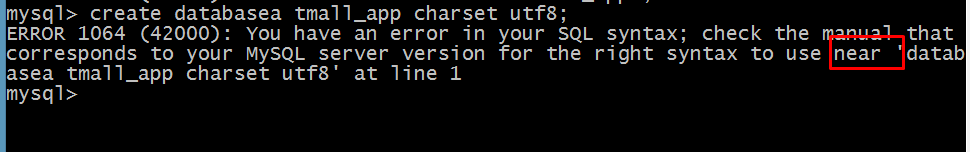 mysql> create databasea tmall_app charset utf8;
ERROR 1064 (42000): You have an error in your SQL syntax; check the manual that
corresponds to your MySQL server version for the right syntax to use near 'datab
asea tmall_app charset utf8' at line 1
mysql>